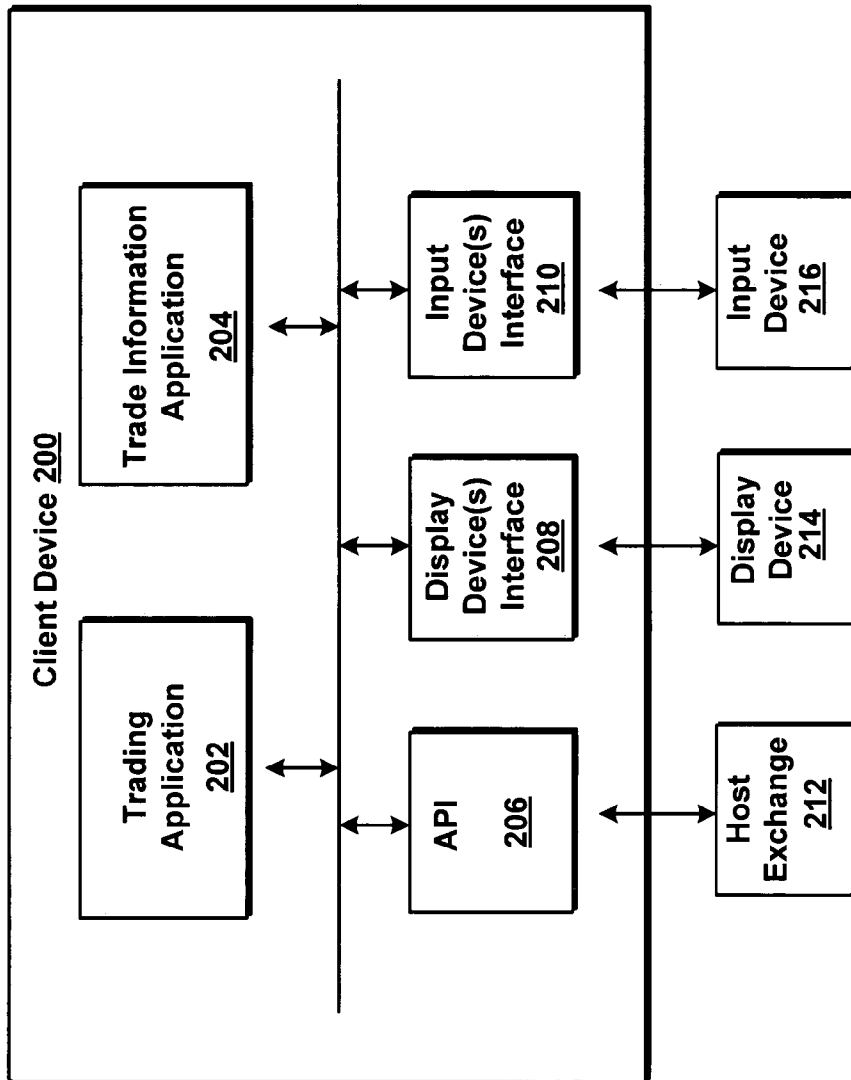 Client Device 200
Trading
Application
202
Trade Information
Application
204
API
206
Display
Device(s)
Interface
208
Input
Device(s)
Interface
210
Host
Exchange
212
Display
Device
214
Input
Device
216